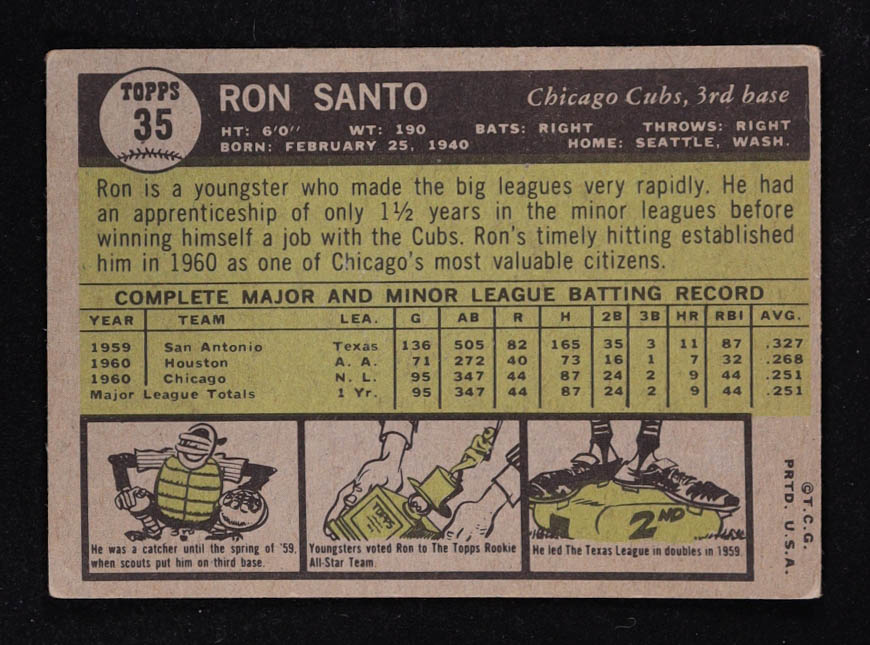 TOPPS
35
RON SANTO
Chicago Cubs, 3rd base
HT: 6'0" WT: 190 BATS: RIGHT THROWS: RIGHT
BORN: FEBRUARY 25, 1940 HOME: SEATTLE, WASH.
Ron is a youngster who made the big leagues very rapidly. He had
an apprenticeship of only 1½ years in the minor leagues before
winning himself a job with the Cubs. Ron's timely hitting established
him in 1960 as one of Chicago's most valuable citizens.
COMPLETE MAJOR AND MINOR LEAGUE BATTING RECORD
YEAR TEAM LEA. G AB R H 2B 3B HR RBI AVG.
1959 San Antonio Texas 136 505 82 165 35 3 11 87 .327
1960 Houston A. A. 71 272 40 73 16 1 7 32 .268
1960 Chicago N. L. 95 347 44 87 24 2 9 44 .251
Major League Totals 1 Yr. 95 347 44 87 24 2 9 44 .251
He was a catcher until the spring of '59,
when scouts put him on third base.
TOPPS
Youngsters voted Ron to The Topps Rookie
All-Star Team.
2ND
He led The Texas League in doubles in 1959.
©T.C.G.
PRTD. U.S.A.